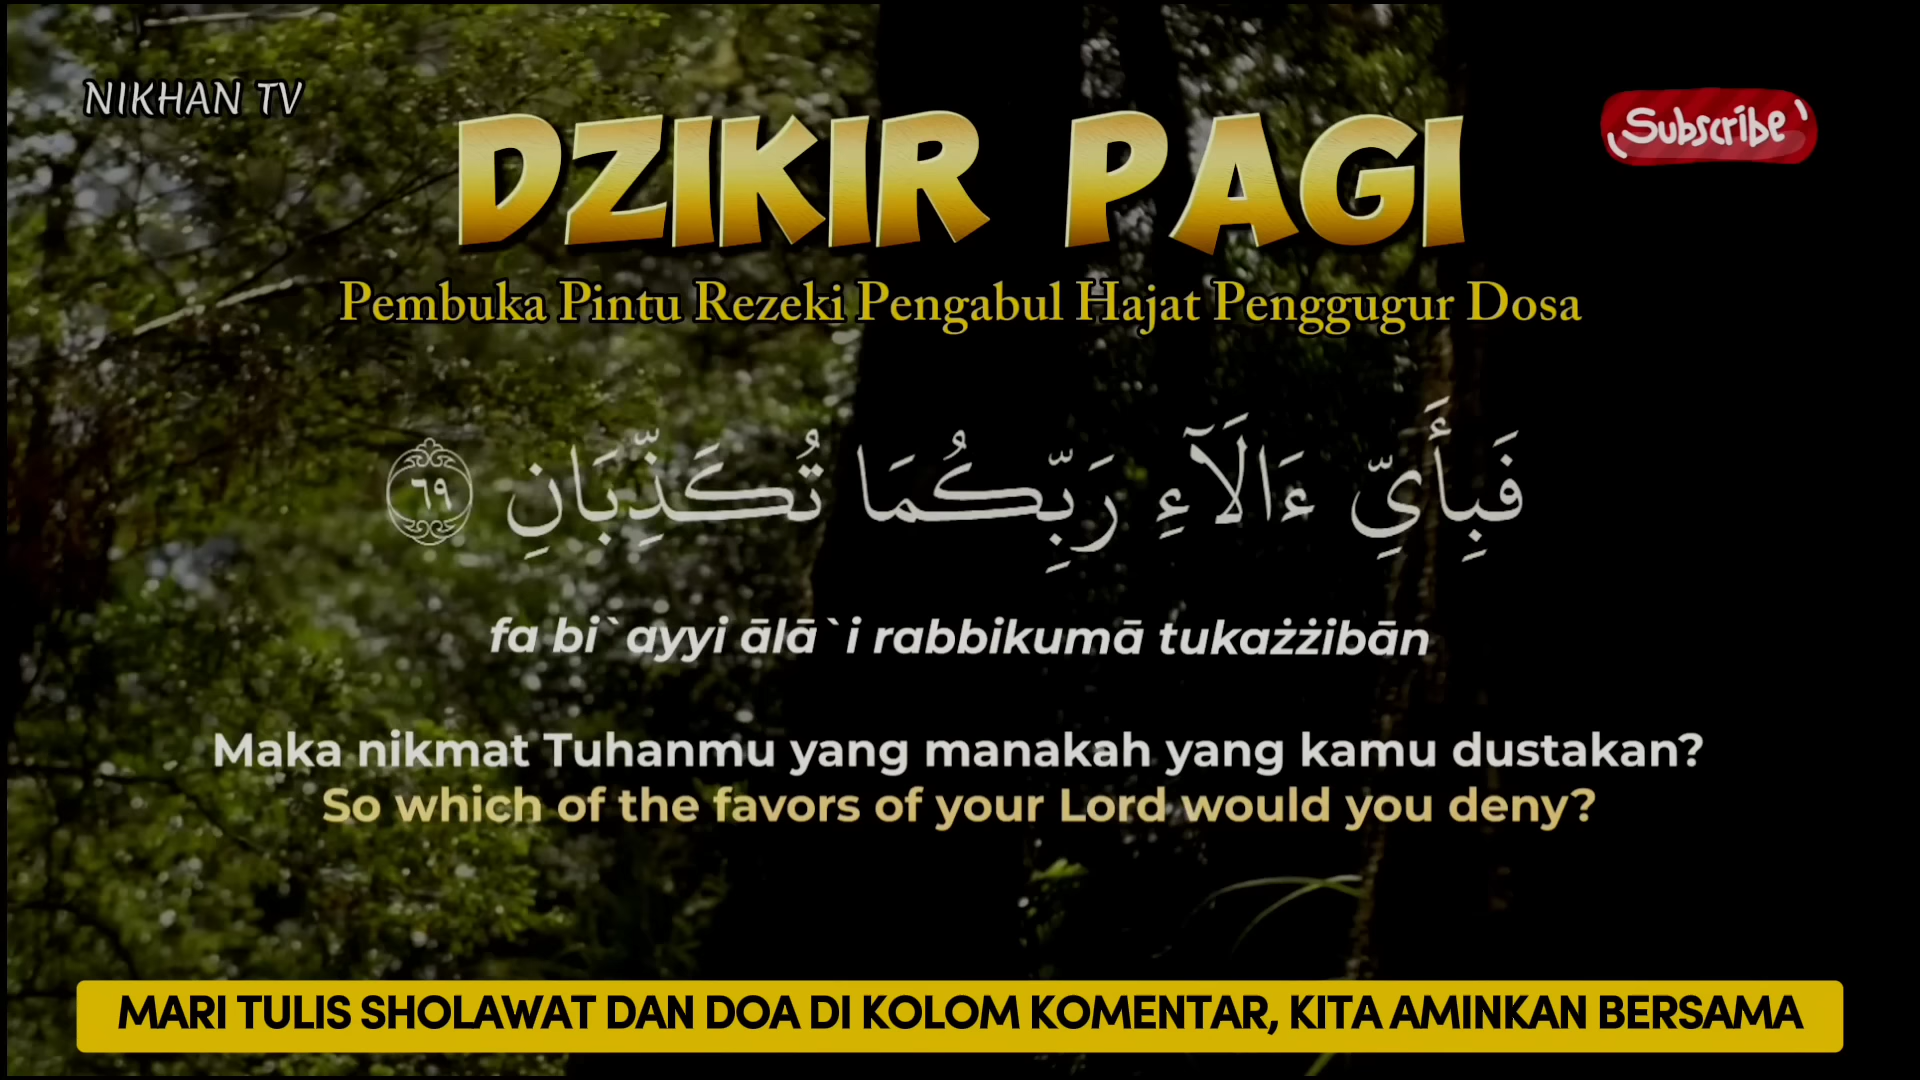 NIKHAN TV
Subscribe
DZIKIR PAGI
Pembuka Pintu Rezeki Pengabul Hajat Penggugur Dosa
فَبِأَيِّ ءَالَآءِ رَبِّكُمَا تُكَذِّبَانِ ٦٩
fa bi`ayyi ālā`i rabbikumā tukażżibān
Maka nikmat Tuhanmu yang manakah yang kamu dustakan?
So which of the favors of your Lord would you deny?
MARI TULIS SHOLAWAT DAN DOA DI KOLOM KOMENTAR, KITA AMINKAN BERSAMA